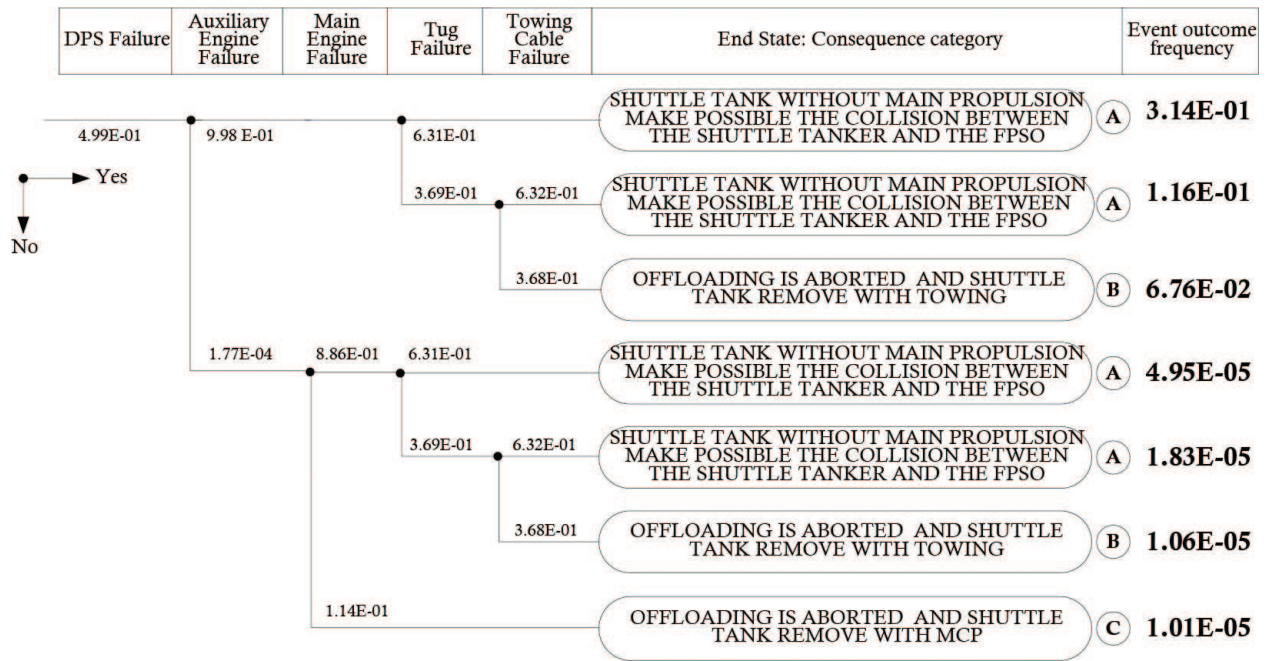 DPS Failure
Auxiliary
Engine
Failure
Main
Engine
Failure
Tug
Failure
Towing
Cable
Failure
End State: Consequence category
Event outcome
frequency
4.99E-01
9.98 E-01
6.31E-01
SHUTTLE TANK WITHOUT MAIN PROPULSION
MAKE POSSIBLE THE COLLISION BETWEEN
THE SHUTTLE TANKER AND THE FPSO
A
3.14E-01
Yes
No
3.69E-01
6.32E-01
SHUTTLE TANK WITHOUT MAIN PROPULSION
MAKE POSSIBLE THE COLLISION BETWEEN
THE SHUTTLE TANKER AND THE FPSO
A
1.16E-01
3.68E-01
OFFLOADING IS ABORTED AND SHUTTLE
TANK REMOVE WITH TOWING
B
6.76E-02
1.77E-04
8.86E-01
6.31E-01
SHUTTLE TANK WITHOUT MAIN PROPULSION
MAKE POSSIBLE THE COLLISION BETWEEN
THE SHUTTLE TANKER AND THE FPSO
A
4.95E-05
3.69E-01
6.32E-01
SHUTTLE TANK WITHOUT MAIN PROPULSION
MAKE POSSIBLE THE COLLISION BETWEEN
THE SHUTTLE TANKER AND THE FPSO
A
1.83E-05
3.68E-01
OFFLOADING IS ABORTED AND SHUTTLE
TANK REMOVE WITH TOWING
B
1.06E-05
1.14E-01
OFFLOADING IS ABORTED AND SHUTTLE
TANK REMOVE WITH MCP
C
1.01E-05